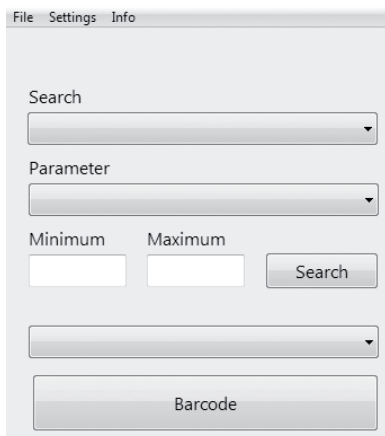 File Settings Info
Search
Parameter
Minimum Maximum
Search
Barcode